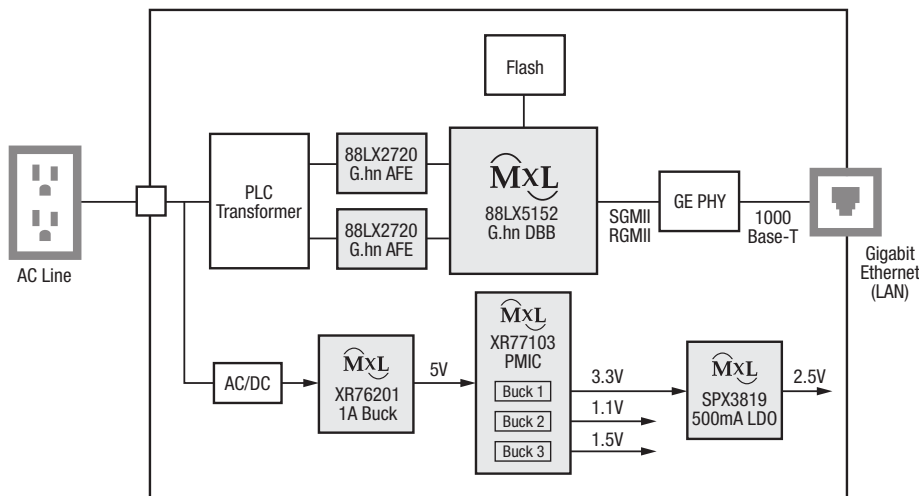 Flash
88LX2720
G.hn AFE
PLC
Transformer
88LX2720
G.hn AFE
MxL
88LX5152
G.hn DBB
SGMII
RGMII
GE PHY
1000
Base-T
Gigabit
Ethernet
(LAN)
AC Line
AC/DC
MxL
XR76201
1A Buck
5V
MxL
XR77103
PMIC
Buck 1
Buck 2
Buck 3
3.3V
1.1V
1.5V
MxL
SPX3819
500mA LDO
2.5V